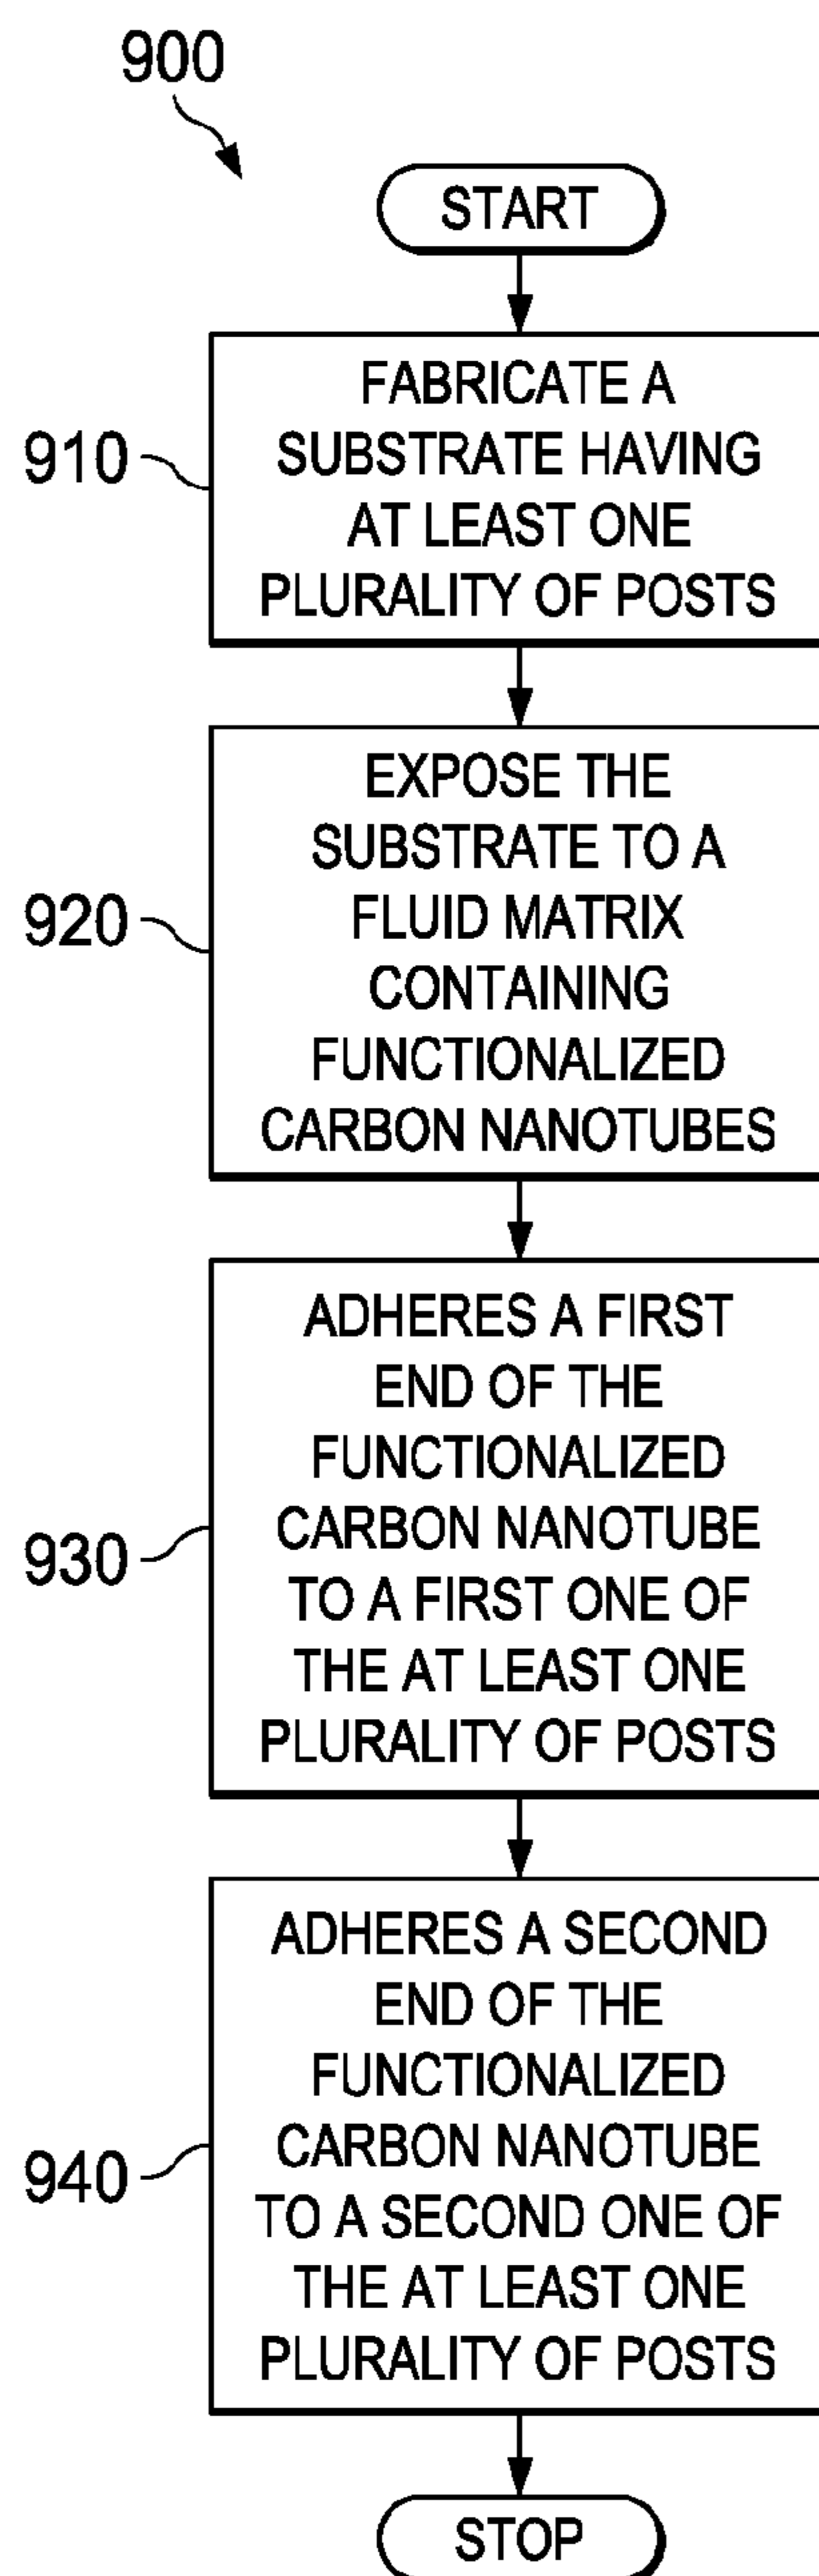 900
START
910
FABRICATE A
SUBSTRATE HAVING
AT LEAST ONE
PLURALITY OF POSTS
920
EXPOSE THE
SUBSTRATE TO A
FLUID MATRIX
CONTAINING
FUNCTIONALIZED
CARBON NANOTUBES
930
ADHERES A FIRST
END OF THE
FUNCTIONALIZED
CARBON NANOTUBE
TO A FIRST ONE OF
THE AT LEAST ONE
PLURALITY OF POSTS
940
ADHERES A SECOND
END OF THE
FUNCTIONALIZED
CARBON NANOTUBE
TO A SECOND ONE OF
THE AT LEAST ONE
PLURALITY OF POSTS
STOP